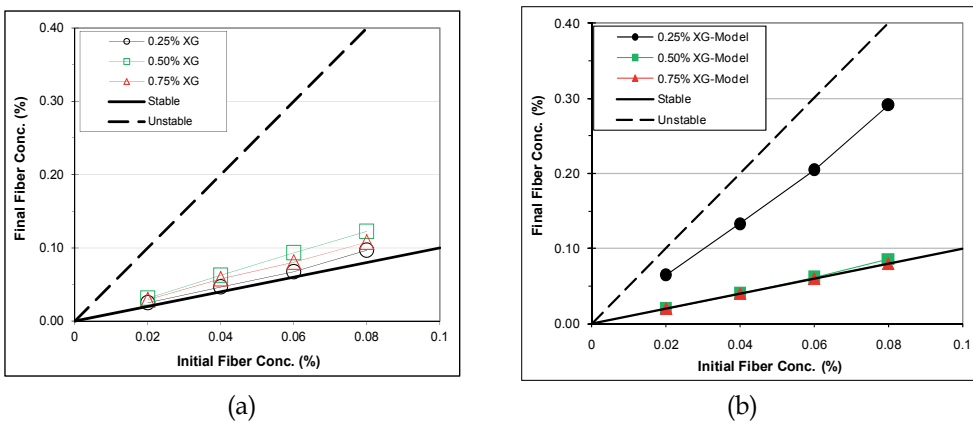 0.40
0.30
0.20
0.10
0.00
Final Fiber Conc. (%)
0.25% XG
0.50% XG
0.75% XG
Stable
Unstable
0 0.02 0.04 0.06 0.08 0.1
Initial Fiber Conc. (%)
(a)
0.40
0.30
0.20
0.10
0.00
Final Fiber Conc. (%)
0.25% XG-Model
0.50% XG-Model
0.75% XG-Model
Stable
Unstable
0 0.02 0.04 0.06 0.08 0.1
Initial Fiber Conc. (%)
(b)